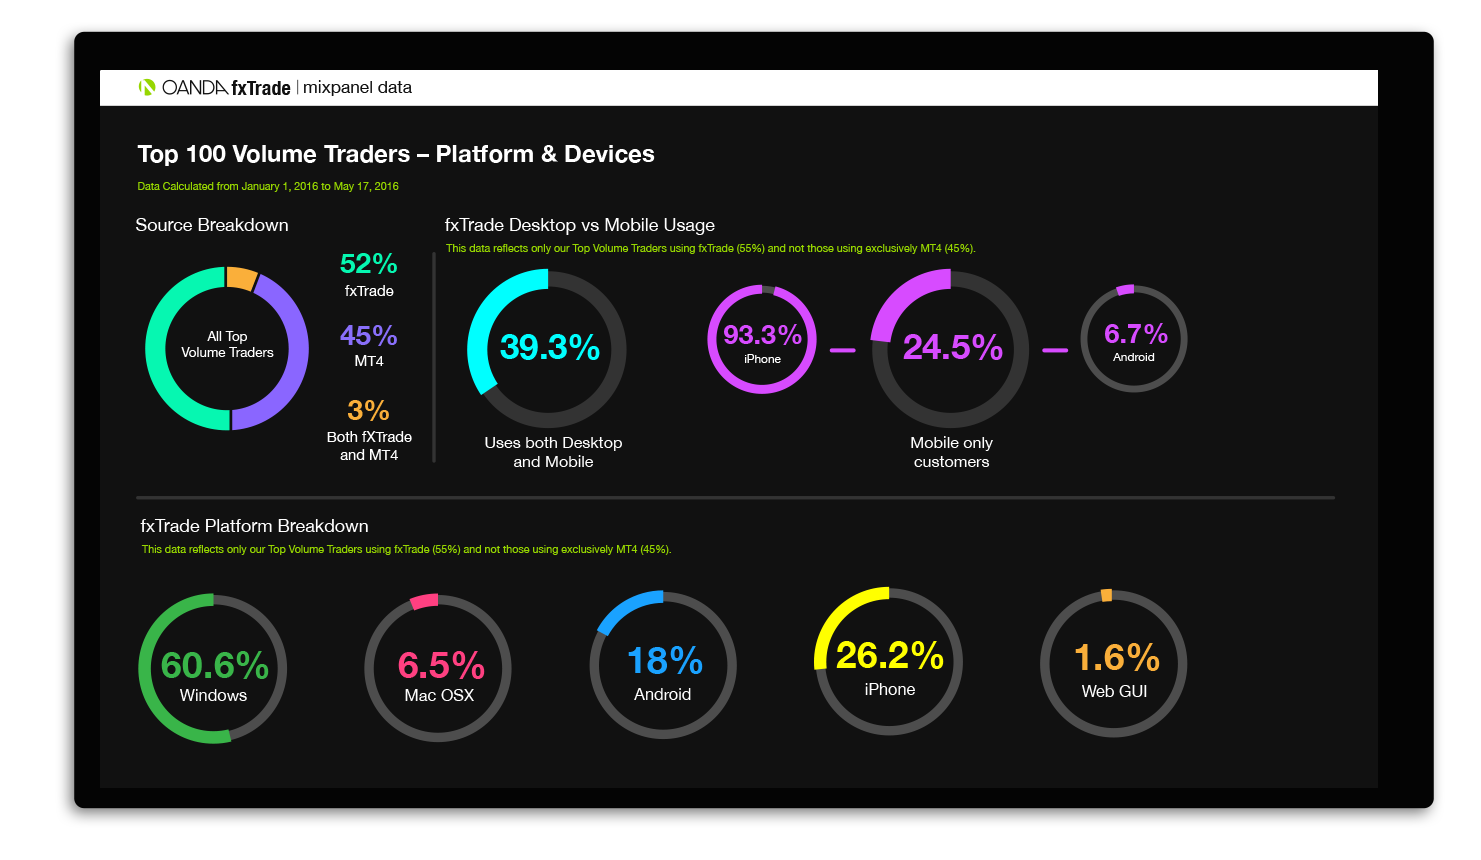 OANDA fxTrade | mixpanel data
Top 100 Volume Traders – Platform & Devices
Data Calculated from January 1, 2016 to May 17, 2016
Source Breakdown
All Top
Volume Traders
52%
fxTrade
45%
MT4
3%
Both fXTrade
and MT4
fxTrade Desktop vs Mobile Usage
This data reflects only our Top Volume Traders using fxTrade (55%) and not those using exclusively MT4 (45%).
39.3%
Uses both Desktop
and Mobile
93.3%
iPhone
24.5%
Mobile only
customers
6.7%
Android
fxTrade Platform Breakdown
This data reflects only our Top Volume Traders using fxTrade (55%) and not those using exclusively MT4 (45%).
60.6%
Windows
6.5%
Mac OSX
18%
Android
26.2%
iPhone
1.6%
Web GUI